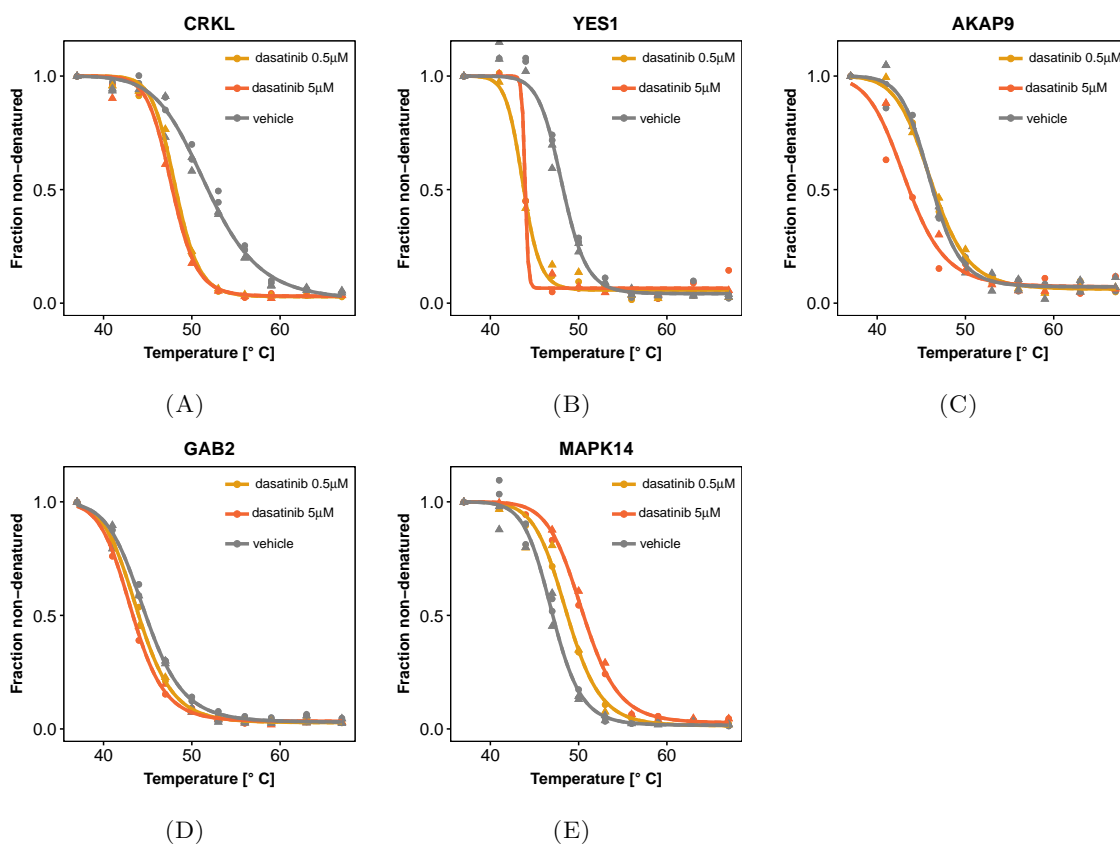 CRKL
dasatinib 0.5μM
dasatinib 5μM
vehicle
1.0
0.5
0.0
40
50
60
Fraction non-denatured
Temperature [° C]
(A)
YES1
dasatinib 0.5μM
dasatinib 5μM
vehicle
1.0
0.5
0.0
40
50
60
Fraction non-denatured
Temperature [° C]
(B)
AKAP9
dasatinib 0.5μM
dasatinib 5μM
vehicle
1.0
0.5
0.0
40
50
60
Fraction non-denatured
Temperature [° C]
(C)
GAB2
dasatinib 0.5μM
dasatinib 5μM
vehicle
1.0
0.5
0.0
40
50
60
Fraction non-denatured
Temperature [° C]
(D)
MAPK14
dasatinib 0.5μM
dasatinib 5μM
vehicle
1.0
0.5
0.0
40
50
60
Fraction non-denatured
Temperature [° C]
(E)